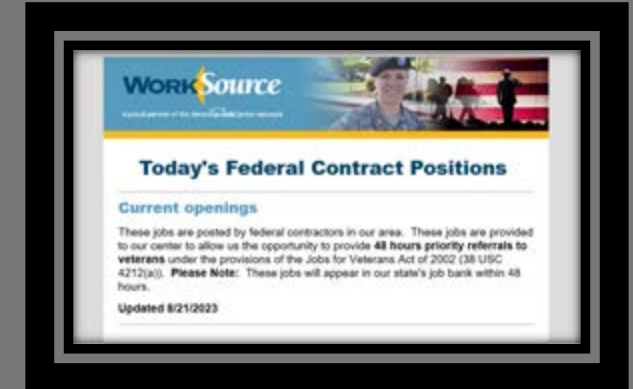 WorkSource
Today's Federal Contract Positions
Current openings
These jobs are posted by federal contractors in our area. These jobs are provided
to our center to allow us the opportunity to provide 48 hours priority referrals to
veterans under the provisions of the Jobs for Veterans Act of 2002 (38 USC
4212(a)). Please Note: These jobs will appear in our state's job bank within 48
hours.
Updated 8/21/2023